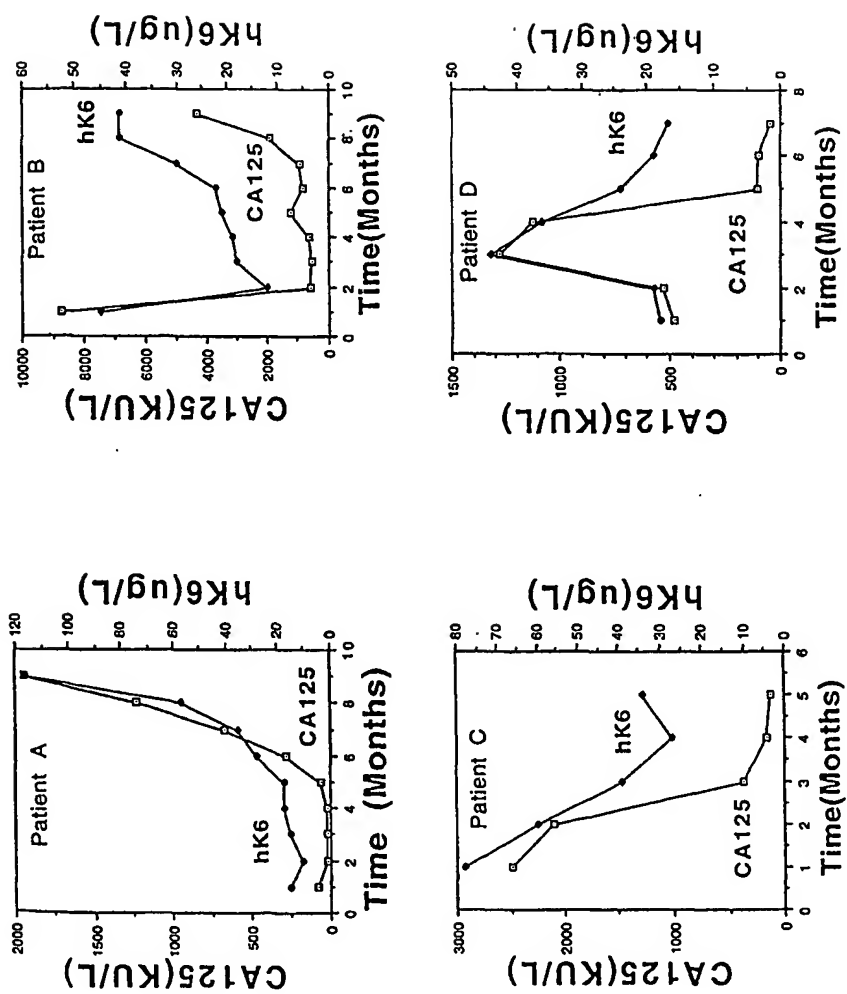 Patient A
CA125(KU/L)
2000
1500
1000
500
0
hK6(ug/L)
120
100
80
60
40
20
0
hK6
CA125
0 2 4 6 8 10
Time (Months)
Patient B
CA125(KU/L)
10000
8000
6000
4000
2000
0
hK6(ug/L)
60
50
40
30
20
10
0
hK6
CA125
0 2 4 6 8 10
Time(Months)
Patient C
CA125(KU/L)
3000
2000
1000
0
hK6(ug/L)
80
70
60
50
40
30
20
10
0
hK6
CA125
0 1 2 3 4 5 6
Time(Months)
Patient D
CA125(KU/L)
1500
1000
500
0
hK6(ug/L)
50
40
30
20
10
0
hK6
CA125
0 2 4 6 8
Time(Months)